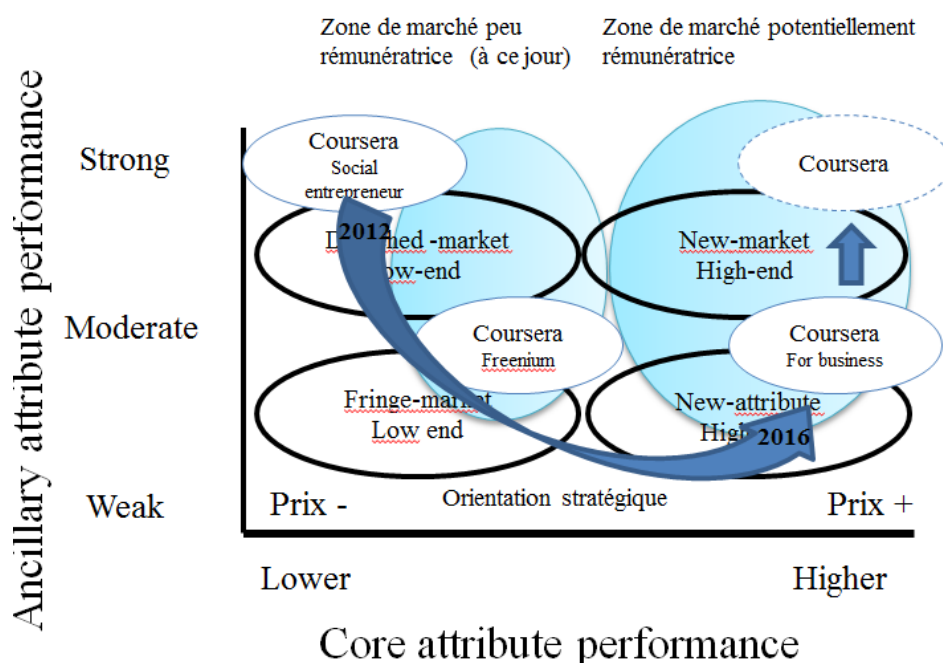 Zone de marché peu
rémunératrice (à ce jour)
Zone de marché potentiellement
rémunératrice
Ancillary attribute performance
Strong
Moderate
Weak
Coursera
Social
entrepreneur
Coursera
2012
-market
-end
New-market
High-end
Coursera
Freenium
Coursera
For business
Fringe-market
Low end
New-attribute
2016
Prix -
Orientation stratégique
Prix +
Lower
Higher
Core attribute performance